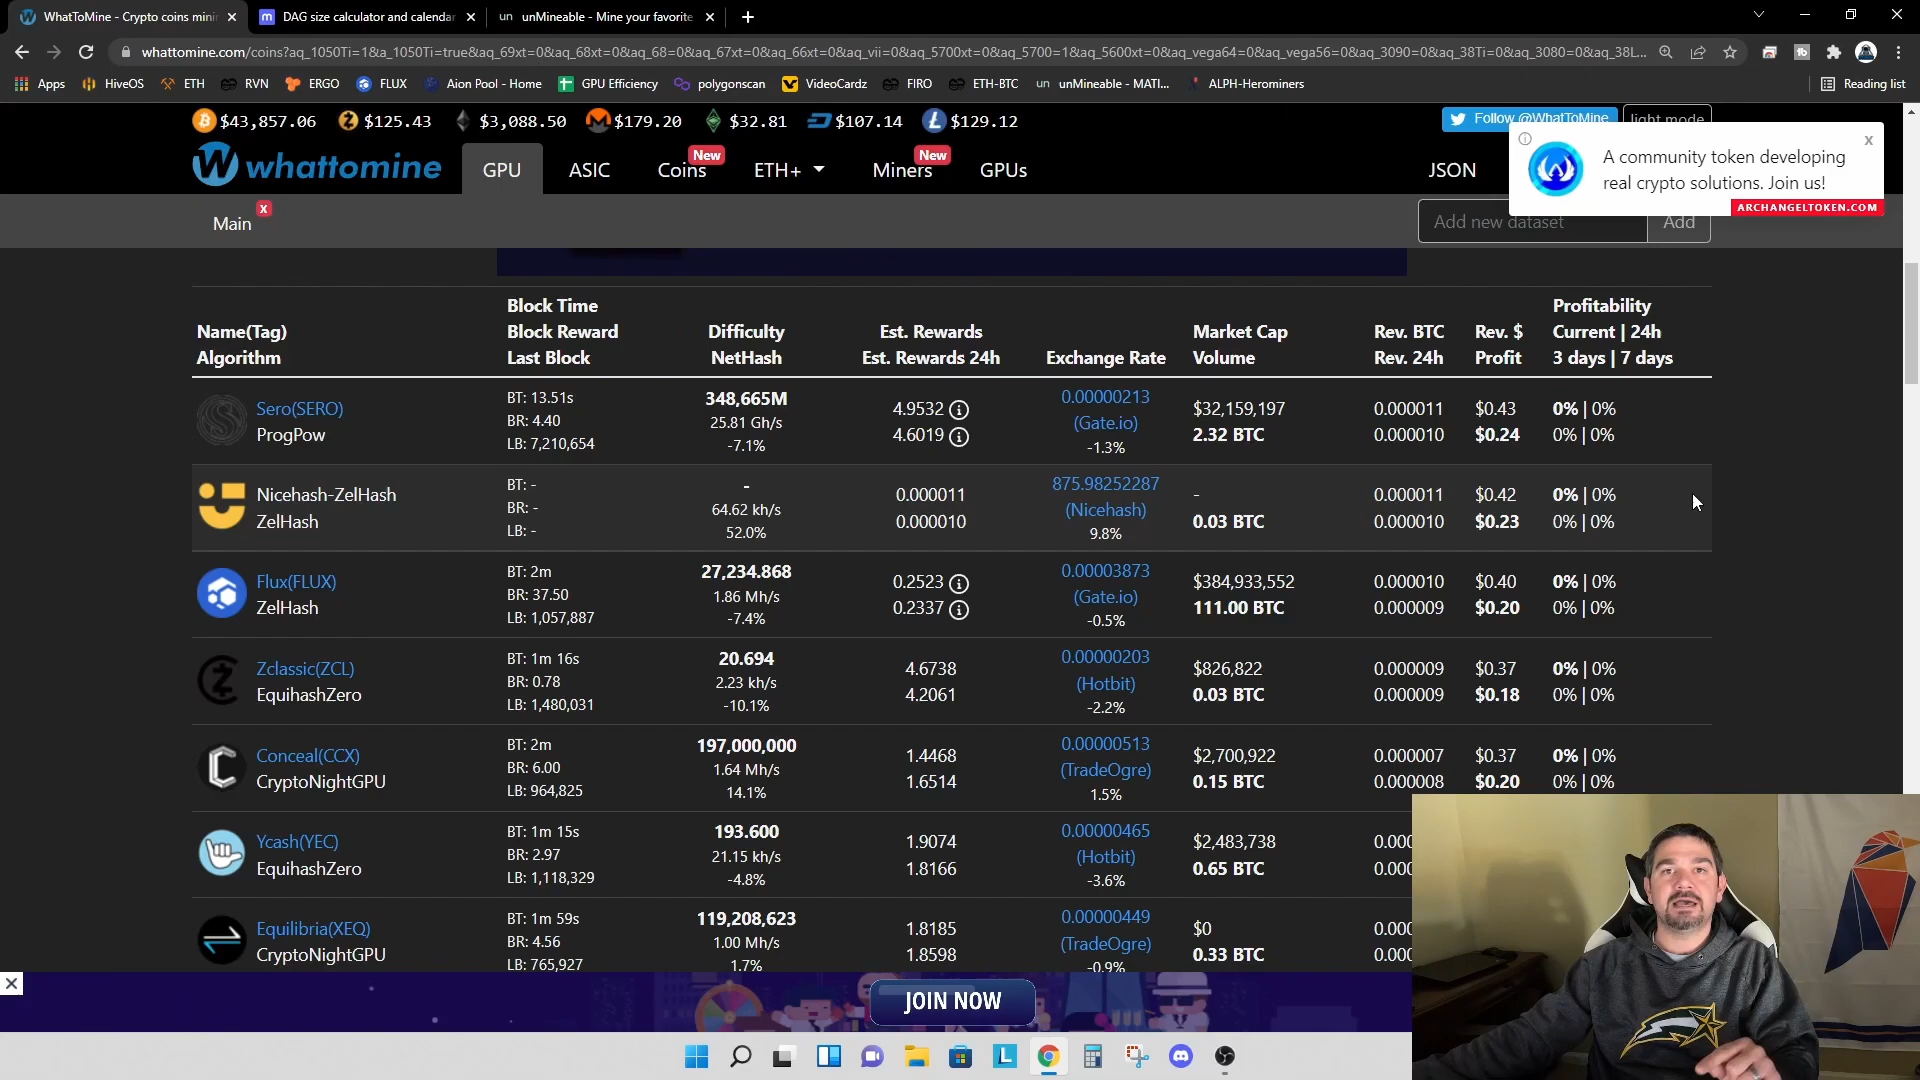 WhatToMine - Crypto coins mini
DAG size calculator and calendar
un unMineable - Mine your favorite
whattomine.com/coins?aq_1050Ti=1&a_1050Ti=true&aq_69xt=0&aq_68xt=0&aq_68=0&aq_67xt=0&aq_66xt=0&aq_vii=0&aq_5700xt=0&aq_5700=1&aq_5600xt=0&aq_vega64=0&aq_vega56=0&aq_3090=0&aq_38Ti=0&aq_3080=0&aq_38L...
Apps HiveOS ETH RVN ERGO FLUX Aion Pool - Home GPU Efficiency polygonscan VideoCardz FIRO ETH-BTC un unMineable - MATI... ALPH-Herominers Reading list
$43,857.06 $125.43 $3,088.50 $179.20 $32.81 $107.14 $129.12
Follow @WhatToMine light mode
whattomine GPU ASIC Coins New ETH+ Miners New GPUs JSON
A community token developing
real crypto solutions. Join us!
ARCHANGELTOKEN.COM
x
Main x
Add new dataset Add
Name(Tag)
Algorithm
Block Time
Block Reward
Last Block
Difficulty
NetHash
Est. Rewards
Est. Rewards 24h
Exchange Rate
Market Cap
Volume
Rev. BTC
Rev. 24h
Rev. $
Profit
Profitability
Current | 24h
3 days | 7 days
Sero(SERO)
ProgPow
BT: 13.51s
BR: 4.40
LB: 7,210,654
348,665M
25.81 Gh/s
-7.1%
4.9532
4.6019
0.00000213
(Gate.io)
-1.3%
$32,159,197
2.32 BTC
0.000011
0.000010
$0.43
$0.24
0% | 0%
0% | 0%
Nicehash-ZelHash
ZelHash
BT: -
BR: -
LB: -
-
64.62 kh/s
52.0%
0.000011
0.000010
875.98252287
(Nicehash)
9.8%
-
0.03 BTC
0.000011
0.000010
$0.42
$0.23
0% | 0%
0% | 0%
Flux(FLUX)
ZelHash
BT: 2m
BR: 37.50
LB: 1,057,887
27,234.868
1.86 Mh/s
-7.4%
0.2523
0.2337
0.00003873
(Gate.io)
-0.5%
$384,933,552
111.00 BTC
0.000010
0.000009
$0.40
$0.20
0% | 0%
0% | 0%
Zclassic(ZCL)
EquihashZero
BT: 1m 16s
BR: 0.78
LB: 1,480,031
20.694
2.23 kh/s
-10.1%
4.6738
4.2061
0.00000203
(Hotbit)
-2.2%
$826,822
0.03 BTC
0.000009
0.000009
$0.37
$0.18
0% | 0%
0% | 0%
Conceal(CCX)
CryptoNightGPU
BT: 2m
BR: 6.00
LB: 964,825
197,000,000
1.64 Mh/s
14.1%
1.4468
1.6514
0.00000513
(TradeOgre)
1.5%
$2,700,922
0.15 BTC
0.000007
0.000008
$0.37
$0.20
0% | 0%
0% | 0%
Ycash(YEC)
EquihashZero
BT: 1m 15s
BR: 2.97
LB: 1,118,329
193.600
21.15 kh/s
-4.8%
1.9074
1.8166
0.00000465
(Hotbit)
-3.6%
$2,483,738
0.65 BTC
0.000
0.000
Equilibria(XEQ)
CryptoNightGPU
BT: 1m 59s
BR: 4.56
LB: 765,927
119,208,623
1.00 Mh/s
1.7%
1.8185
1.8598
0.00000449
(TradeOgre)
-0.9%
$0
0.33 BTC
0.000
0.000
JOIN NOW